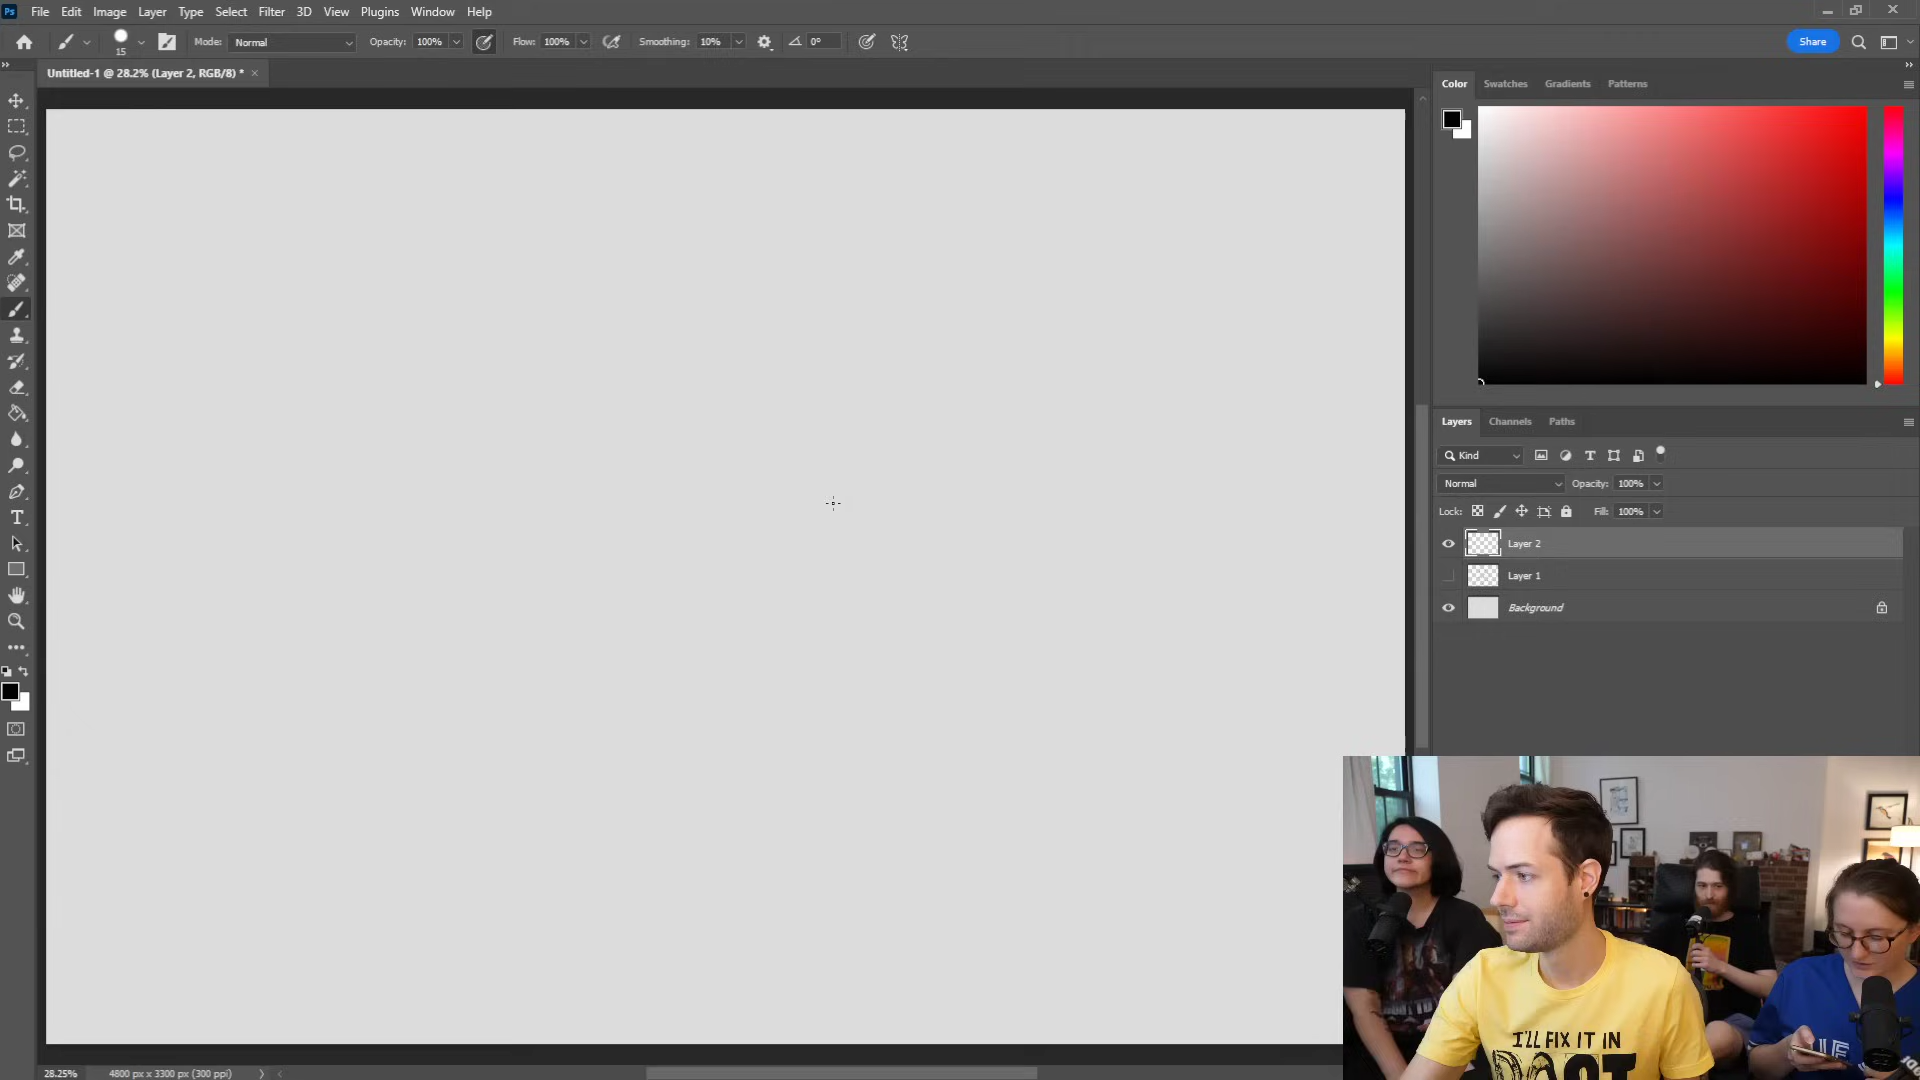 Ps File Edit Image Layer Type Select Filter 3D View Plugins Window Help
15 Mode: Normal Opacity: 100% Flow: 100% Smoothing: 10% 0° Share
Untitled-1 @ 28.2% (Layer 2, RGB/8) * ×
Color Swatches Gradients Patterns
Layers Channels Paths
Kind
Normal Opacity: 100%
Lock: Fill: 100%
Layer 2
Layer 1
Background
28.25% 4800 px x 3300 px (300 ppi)
I'LL FIX IT IN
POST